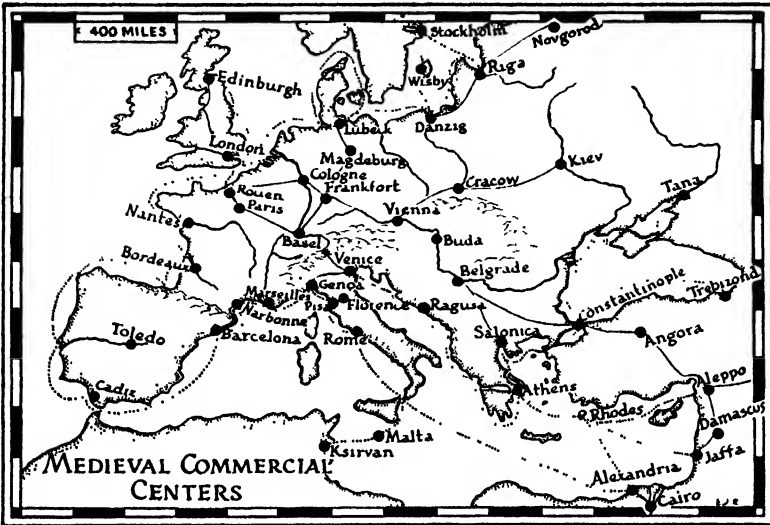 400 MILES
Stockholm
Novgorod
Edinburgh
Wisby
Riga
Lübeck
Danzig
London
Magdeburg
Cologne
Kiev
Rouen
Frankfort
Cracow
Tana
Paris
Nantes
Vienna
Basel
Buda
Bordeaux
Venice
Belgrade
Trebizond
Marseilles
Genoa
Constantinople
Narbonne
Pisa
Florence
Ragusa
Toledo
Barcelona
Rome
Salonica
Angora
Cadiz
Athens
Aleppo
Rhodes
Damascus
Malta
Ksirvan
Jaffa
MEDIEVAL COMMERCIAL
CENTERS
Alexandria
Cairo